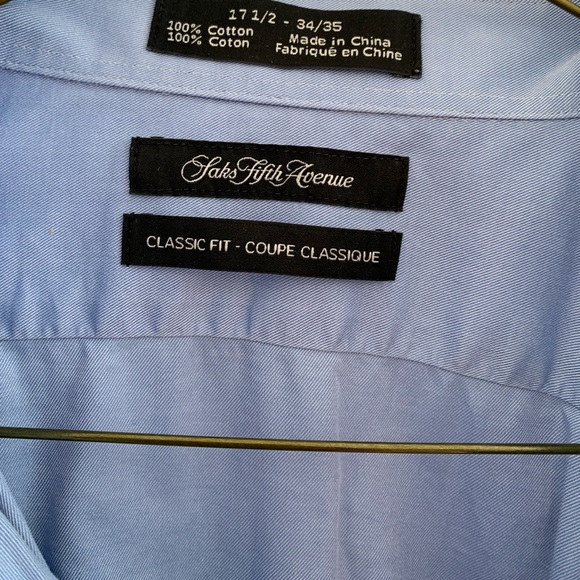 17 1/2 - 34/35
100% Cotton Made in China
100% Coton Fabriqué en Chine
Saks Fifth Avenue
CLASSIC FIT - COUPE CLASSIQUE